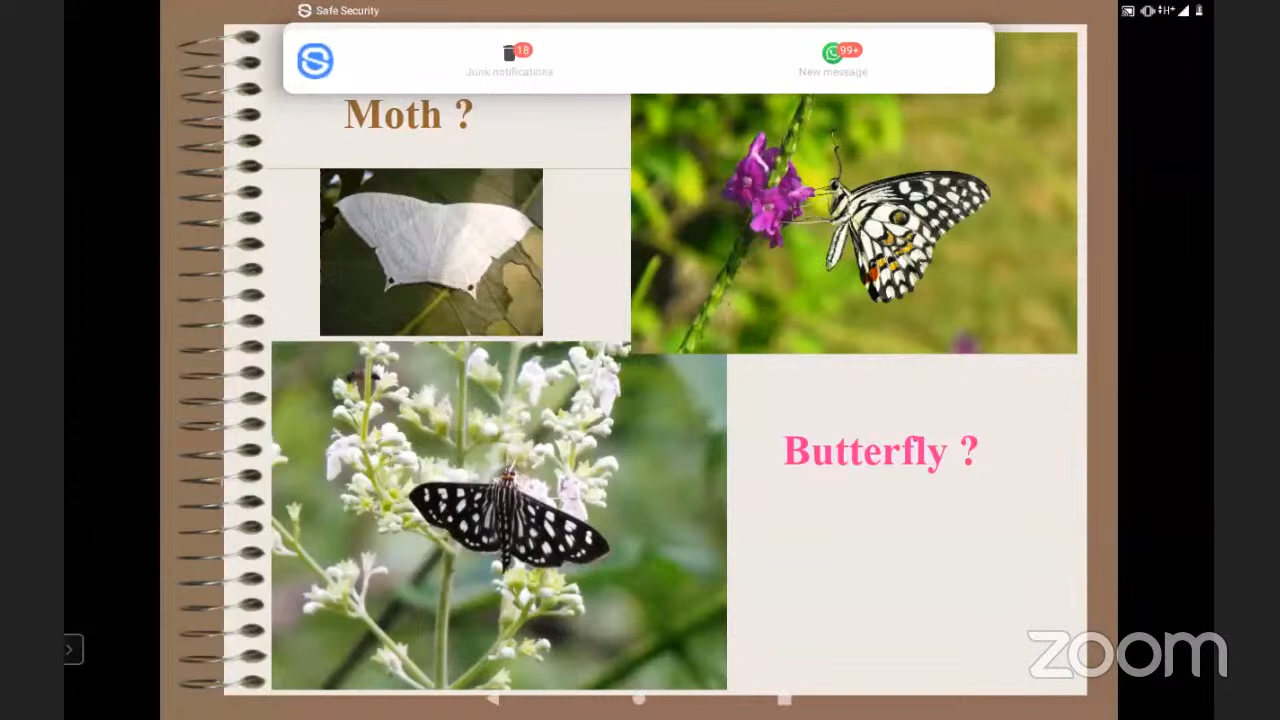 Safe Security
H+
18
99+
Junk notifications
New message
Moth ?
Butterfly ?
zoom